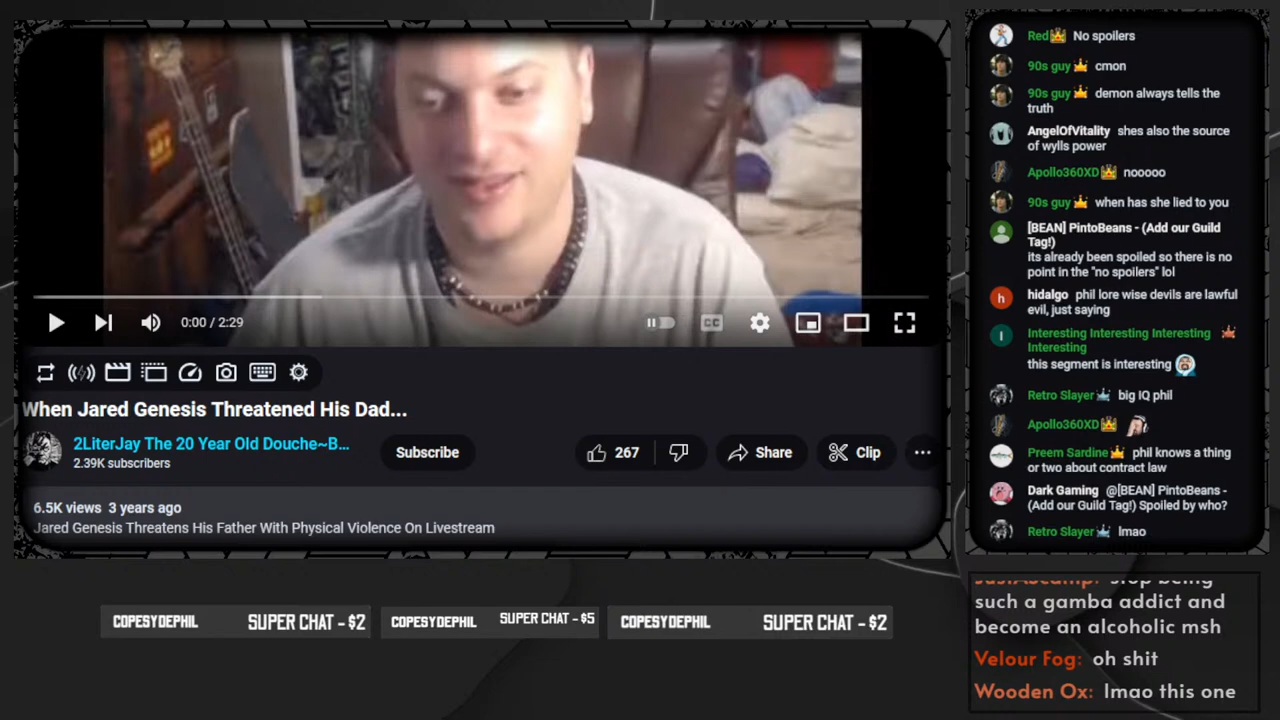 0:00 / 2:29
CC
When Jared Genesis Threatened His Dad...
2LiterJay The 20 Year Old Douche~B...
2.39K subscribers
Subscribe
267
Share
Clip
6.5K views 3 years ago
Jared Genesis Threatens His Father With Physical Violence On Livestream
COPESYDEPHIL SUPER CHAT - $2
COPESYDEPHIL SUPER CHAT - $5
COPESYDEPHIL SUPER CHAT - $2
Red No spoilers
90s guy cmon
90s guy demon always tells the
truth
AngelOfVitality shes also the source
of wylls power
Apollo360XD nooooo
90s guy when has she lied to you
[BEAN] PintoBeans - (Add our Guild
Tag!)
its already been spoiled so there is no
point in the "no spoilers" lol
hidalgo phil lore wise devils are lawful
evil, just saying
Interesting Interesting Interesting
Interesting
this segment is interesting
Retro Slayer big IQ phil
Apollo360XD
Preem Sardine phil knows a thing
or two about contract law
Dark Gaming @[BEAN] PintoBeans -
(Add our Guild Tag!) Spoiled by who?
Retro Slayer lmao
stop being
such a gamba addict and
become an alcoholic msh
Velour Fog: oh shit
Wooden Ox: lmao this one